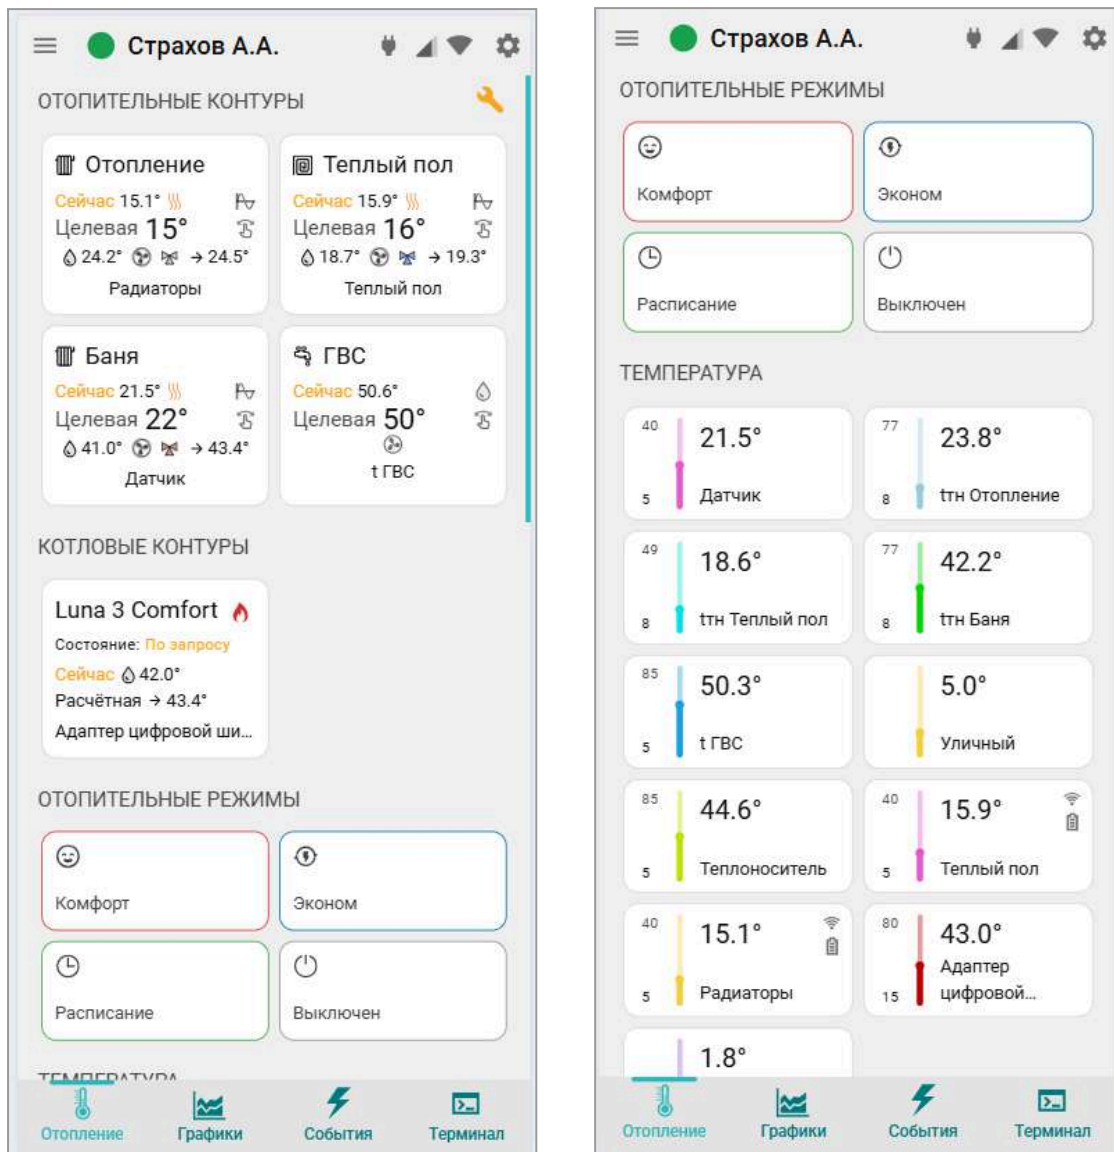 Страхов А.А.
ОТОПИТЕЛЬНЫЕ КОНТУРЫ
Отопление
Сейчас 15.1°
Целевая 15°
24.2° → 24.5°
Радиаторы
Теплый пол
Сейчас 15.9°
Целевая 16°
18.7° → 19.3°
Теплый пол
Баня
Сейчас 21.5°
Целевая 22°
41.0° → 43.4°
Датчик
ГВС
Сейчас 50.6°
Целевая 50°
t ГВС
КОТЛОВЫЕ КОНТУРЫ
Luna 3 Comfort
Состояние: По запросу
Сейчас 42.0°
Расчётная → 43.4°
Адаптер цифровой ши...
ОТОПИТЕЛЬНЫЕ РЕЖИМЫ
Комфорт
Эконом
Расписание
Выключен
ТЕМПЕРАТУРА
Отопление
Графики
События
Терминал
Страхов А.А.
ОТОПИТЕЛЬНЫЕ РЕЖИМЫ
Комфорт
Эконом
Расписание
Выключен
ТЕМПЕРАТУРА
40
21.5°
5
Датчик
77
23.8°
8
tтн Отопление
49
18.6°
8
tтн Теплый пол
77
42.2°
8
tтн Баня
85
50.3°
5
t ГВС
5.0°
Уличный
85
44.6°
5
Теплоноситель
40
15.9°
5
Теплый пол
40
15.1°
5
Радиаторы
80
43.0°
Адаптер
15
цифровой...
1.8°
Отопление
Графики
События
Терминал